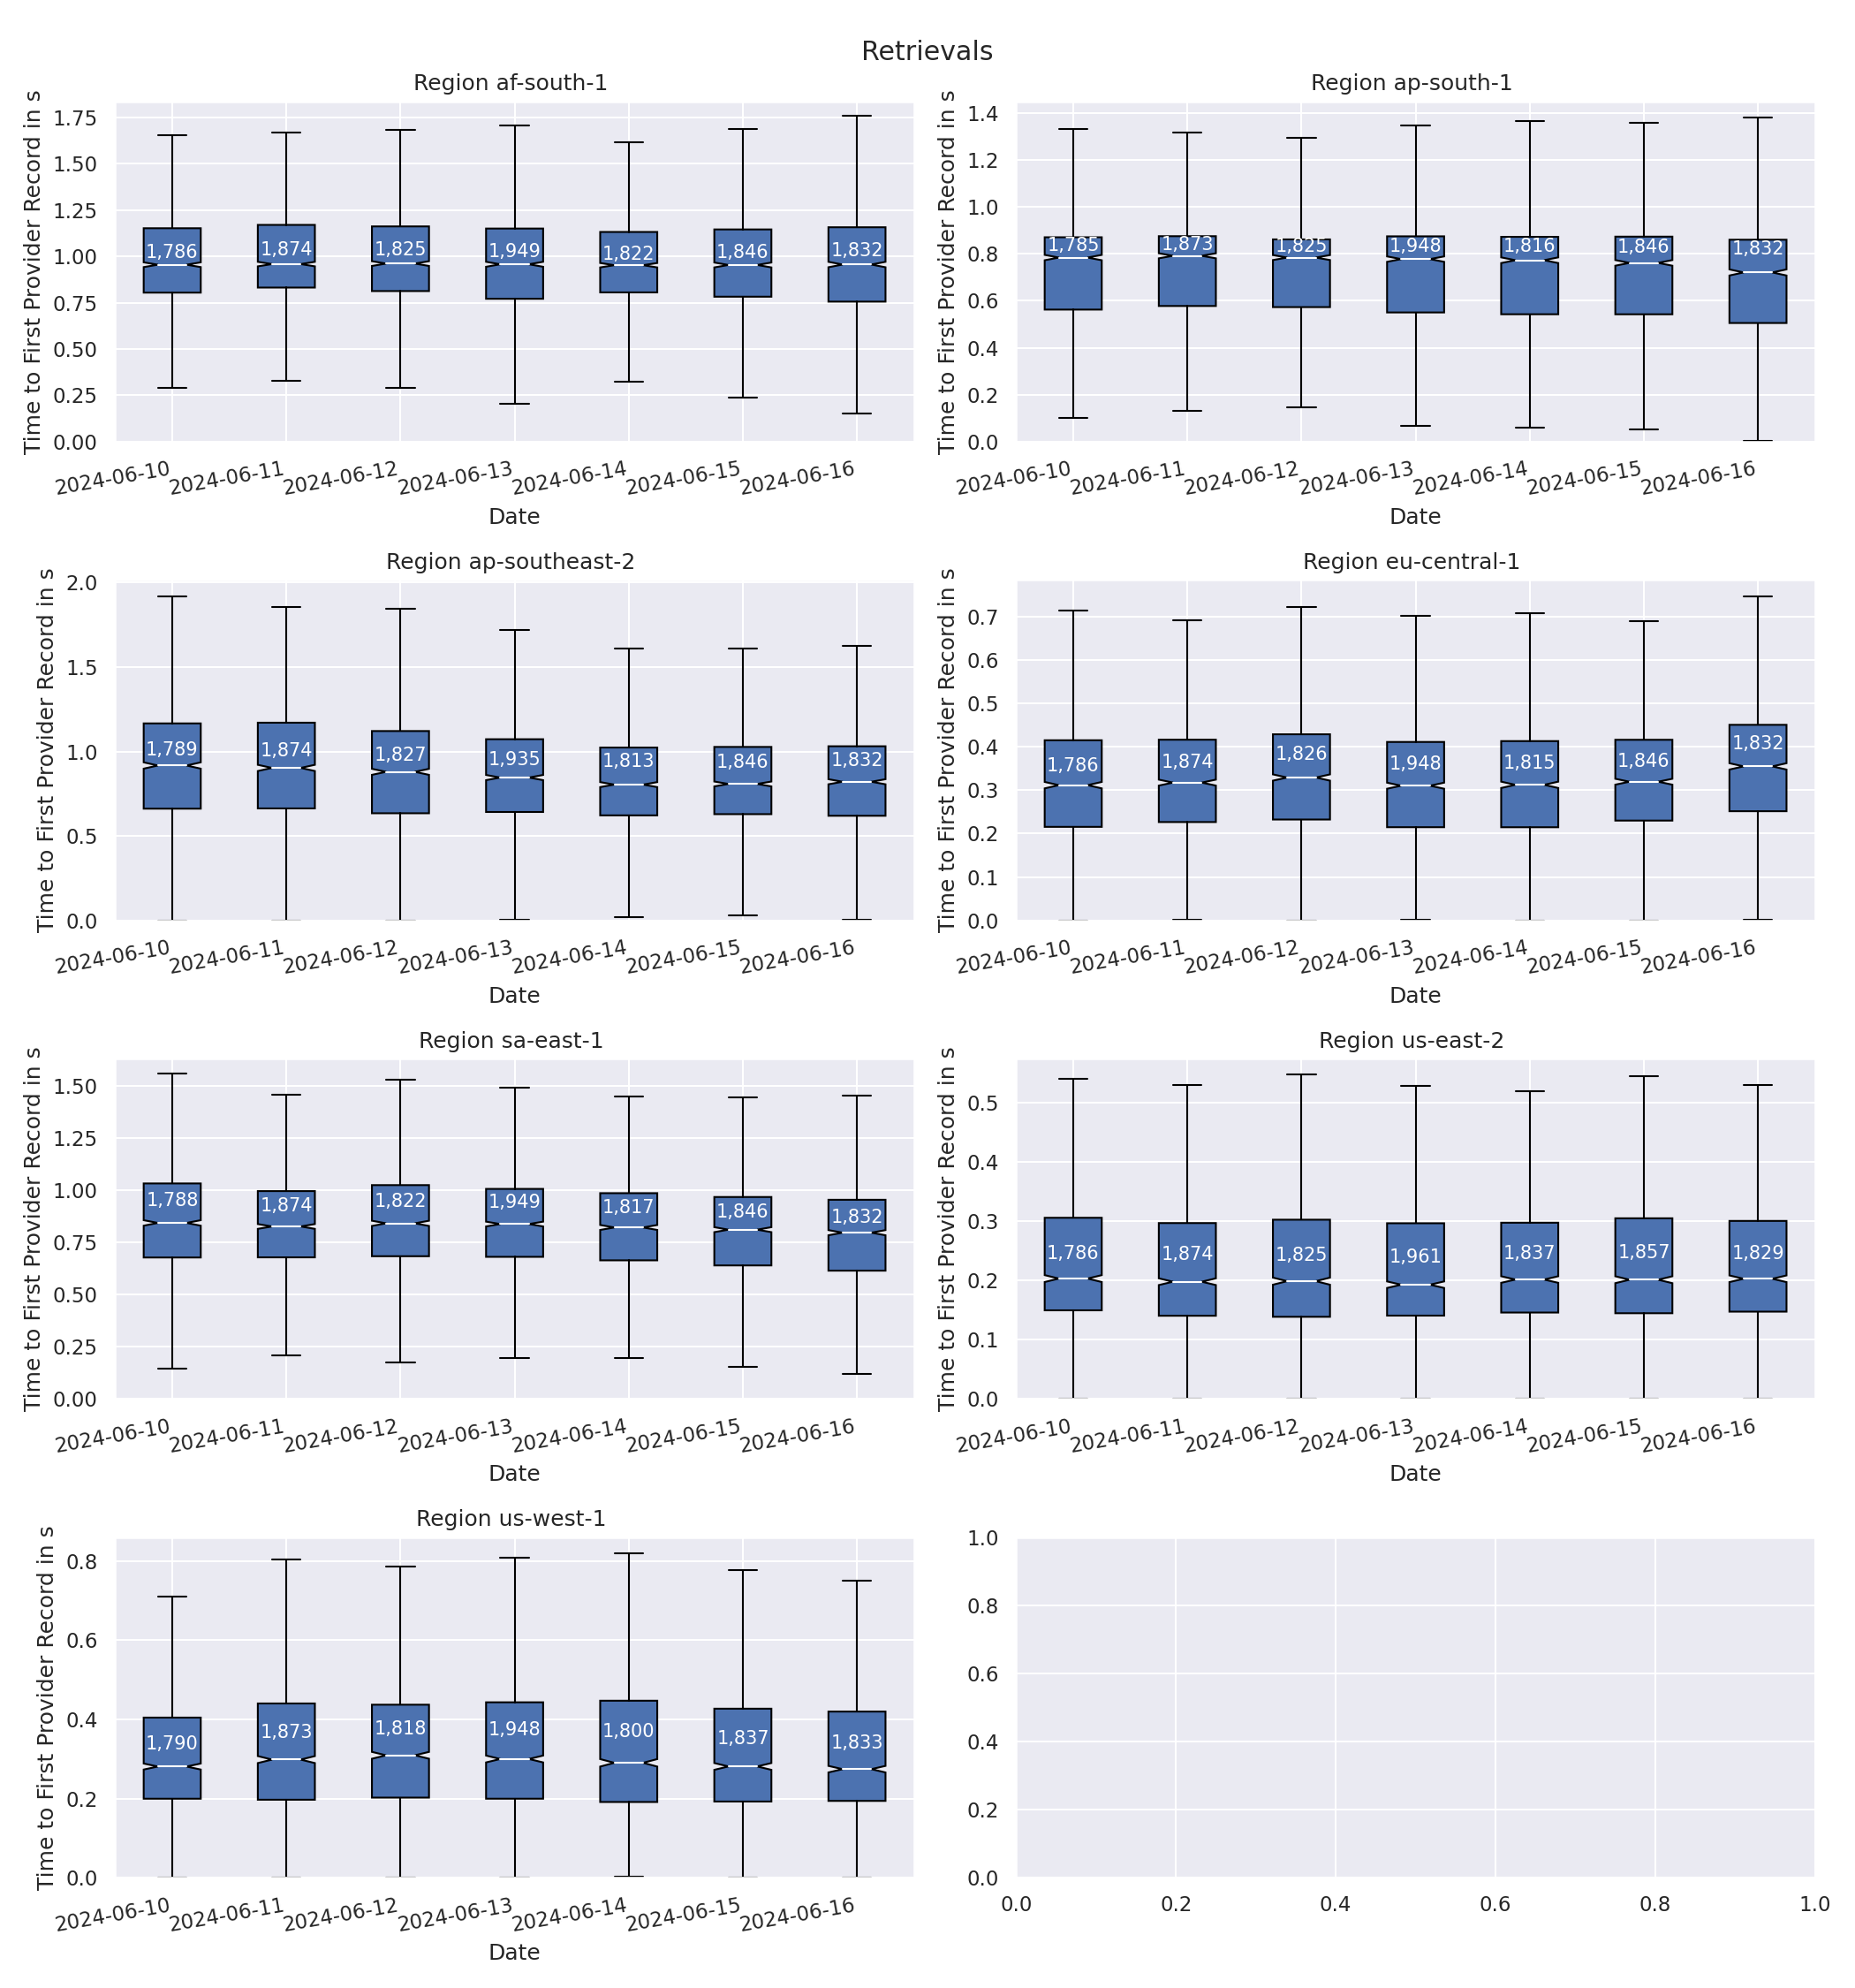 Retrievals
Region af-south-1
Time to First Provider Record in s
1.75
1.50
1.25
1.00
0.75
0.50
0.25
0.00
1,786 1,874 1,825 1,949 1,822 1,846 1,832
2024-06-10 2024-06-11 2024-06-12 2024-06-13 2024-06-14 2024-06-15 2024-06-16
Date
Region ap-south-1
Time to First Provider Record in s
1.4
1.2
1.0
0.8
0.6
0.4
0.2
0.0
1,785 1,873 1,825 1,948 1,816 1,846 1,832
2024-06-10 2024-06-11 2024-06-12 2024-06-13 2024-06-14 2024-06-15 2024-06-16
Date
Region ap-southeast-2
Time to First Provider Record in s
2.0
1.5
1.0
0.5
0.0
1,789 1,874 1,827 1,935 1,813 1,846 1,832
2024-06-10 2024-06-11 2024-06-12 2024-06-13 2024-06-14 2024-06-15 2024-06-16
Date
Region eu-central-1
Time to First Provider Record in s
0.7
0.6
0.5
0.4
0.3
0.2
0.1
0.0
1,786 1,874 1,826 1,948 1,815 1,846 1,832
2024-06-10 2024-06-11 2024-06-12 2024-06-13 2024-06-14 2024-06-15 2024-06-16
Date
Region sa-east-1
Time to First Provider Record in s
1.50
1.25
1.00
0.75
0.50
0.25
0.00
1,788 1,874 1,822 1,949 1,817 1,846 1,832
2024-06-10 2024-06-11 2024-06-12 2024-06-13 2024-06-14 2024-06-15 2024-06-16
Date
Region us-east-2
Time to First Provider Record in s
0.5
0.4
0.3
0.2
0.1
0.0
1,786 1,874 1,825 1,961 1,837 1,857 1,829
2024-06-10 2024-06-11 2024-06-12 2024-06-13 2024-06-14 2024-06-15 2024-06-16
Date
Region us-west-1
Time to First Provider Record in s
0.8
0.6
0.4
0.2
0.0
1,790 1,873 1,818 1,948 1,800 1,837 1,833
2024-06-10 2024-06-11 2024-06-12 2024-06-13 2024-06-14 2024-06-15 2024-06-16
Date
1.0
0.8
0.6
0.4
0.2
0.0
0.0 0.2 0.4 0.6 0.8 1.0